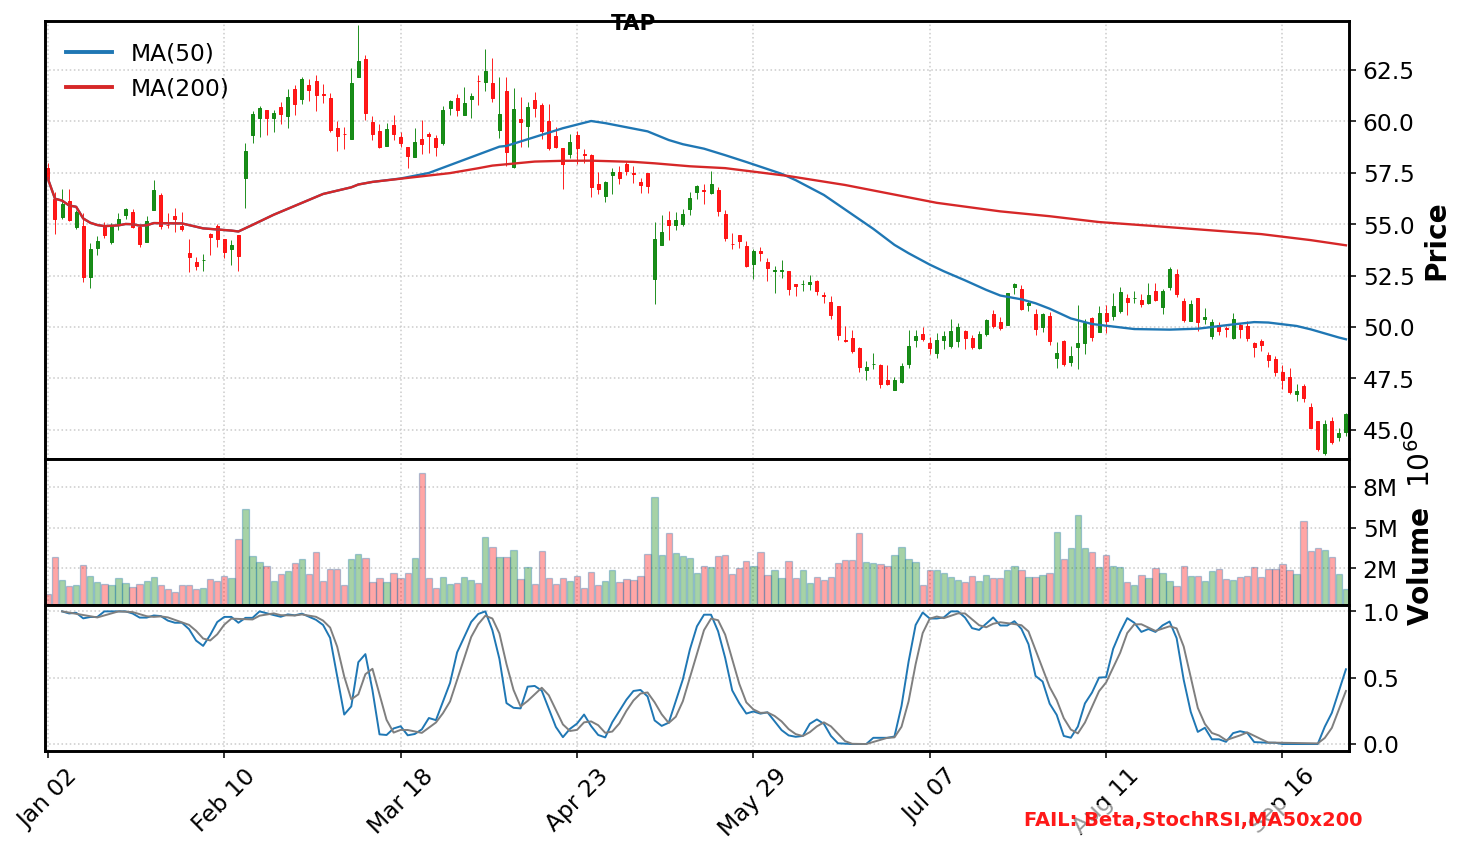 TAP
MA(50)
MA(200)
62.5
60.0
57.5
55.0
52.5
50.0
47.5
45.0
Price
8M
5M
2M
Volume 10⁶
1.0
0.5
0.0
Jan 02
Feb 10
Mar 18
Apr 23
May 29
Jul 07
Aug 11
Sep 16
FAIL: Beta,StochRSI,MA50x200